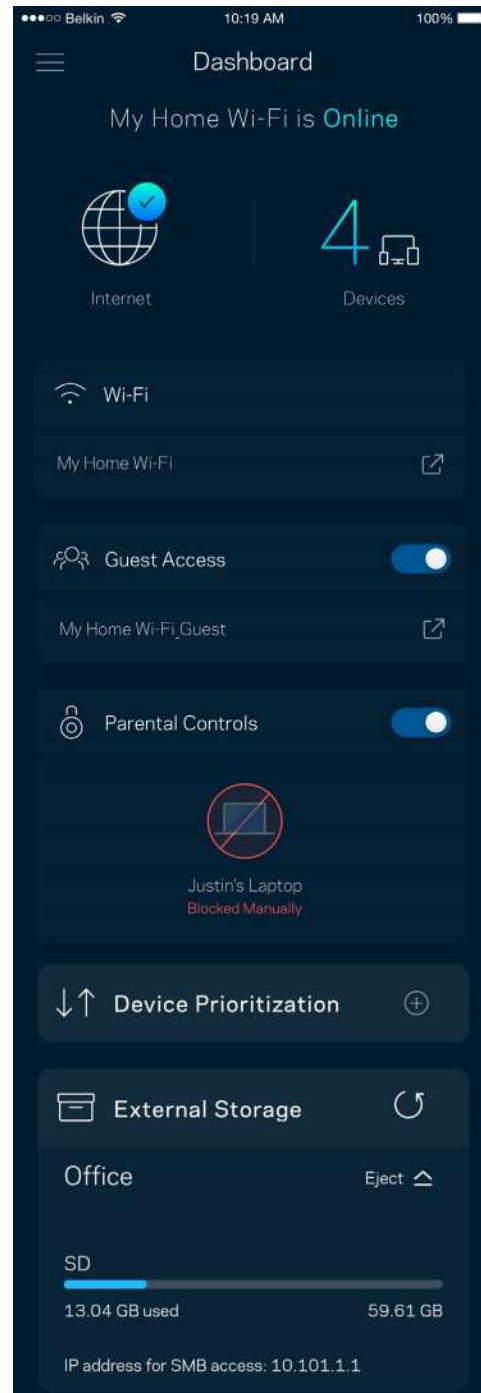 Belkin 10:19 AM 100%
Dashboard
My Home Wi-Fi is Online
4
Internet Devices
Wi-Fi
My Home Wi-Fi
Guest Access
My Home Wi-Fi_Guest
Parental Controls
Justin's Laptop
Blocked Manually
Device Prioritization
External Storage
Office Eject
SD
13.04 GB used 59.61 GB
IP address for SMB access: 10.101.1.1